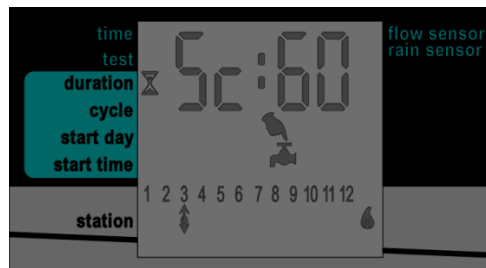 time
test
duration
cycle
start day
start time
station
5c:60
1 2 3 4 5 6 7 8 9 10 11 12
flow sensor
rain sensor